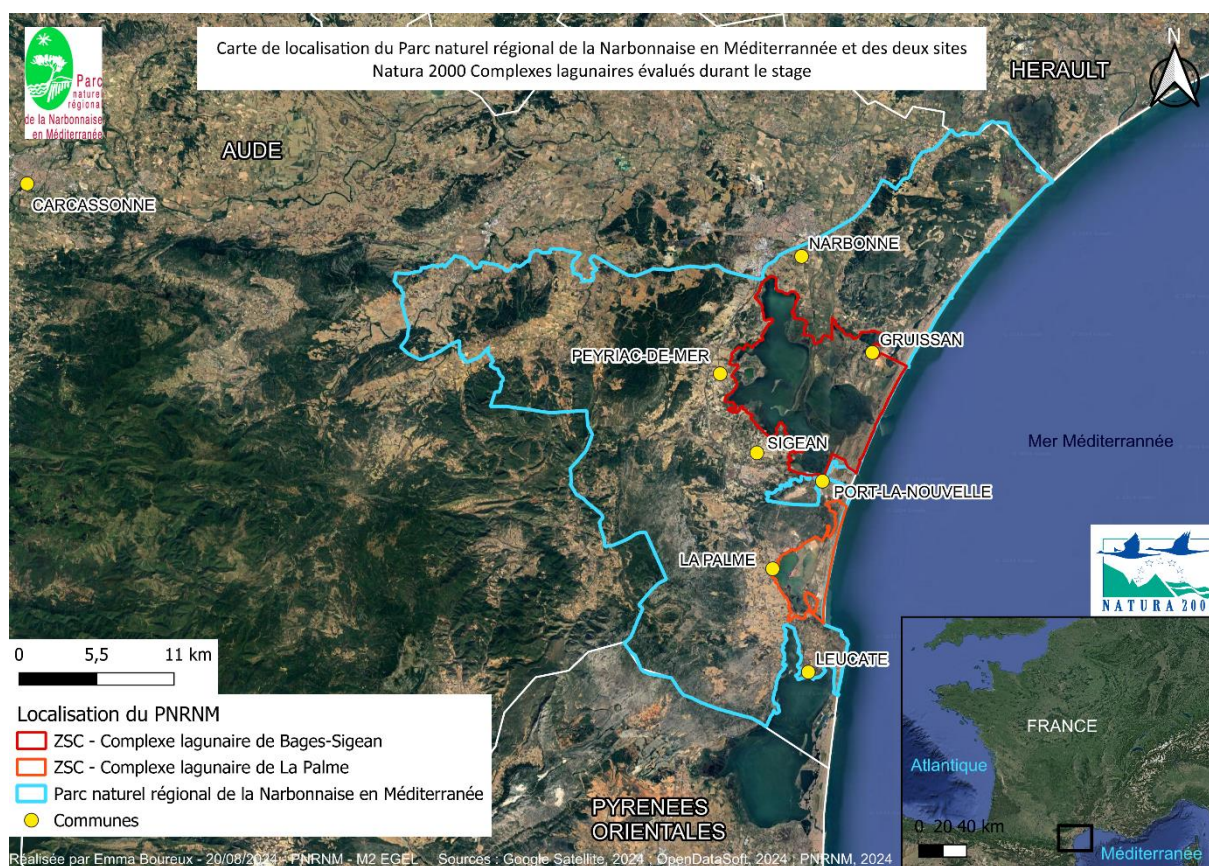 Carte de localisation du Parc naturel régional de la Narbonnaise en Méditerrannée et des deux sites
Natura 2000 Complexes lagunaires évalués durant le stage
Parc
naturel
régional
de la Narbonnaise
en Méditerranée
N
HERAULT
AUDE
CARCASSONNE
NARBONNE
GRUISSAN
PEYRIAC-DE-MER
Mer Méditerrannée
SIGEAN
PORT-LA-NOUVELLE
LA PALME
NATURA 200
LEUCATE
0 5,5 11 km
Localisation du PNRNM
ZSC - Complexe lagunaire de Bages-Sigean
ZSC - Complexe lagunaire de La Palme
Parc naturel régional de la Narbonnaise en Méditerranée
Communes
PYRENEES
ORIENTALES
FRANCE
Atlantique
0 20 40 km
Méditerranée
Réalisée par Emma Boureux - 20/08/2024 - PNRNM - M2 EGEL Sources : Google Satellite, 2024 ; OpenDataSoft, 2024 ; PNRNM, 2024